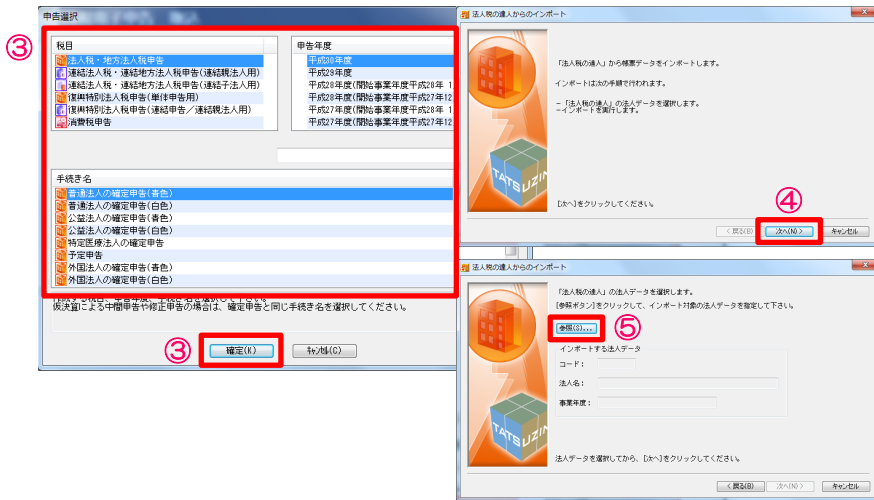 申告選択
③
税目
法人税・地方法人税申告
連結法人税・連結地方法人税申告(連結親法人用)
連結法人税・連結地方法人税申告(連結子法人用)
復興特別法人税申告(単体申告用)
復興特別法人税申告(連結申告／連結親法人用)
消費税申告
申告年度
平成30年度
平成29年度
平成28年度(開始事業年度平成28年 1
平成28年度(開始事業年度平成27年12
平成27年度(開始事業年度平成28年 1
平成27年度(開始事業年度平成27年12
手続き名
普通法人の確定申告(青色)
普通法人の確定申告(白色)
公益法人の確定申告(青色)
公益法人の確定申告(白色)
特定医療法人の確定申告
予定申告
外国法人の確定申告(青色)
外国法人の確定申告(白色)
仮決算による中間申告や修正申告の場合は、確定申告と同じ手続き名を選択してください。
③
確定(K)
ｷｬﾝｾﾙ(C)
法人税の達人からのインポート
「法人税の達人」から帳票データをインポートします。
インポートは次の手順で行われます。
－「法人税の達人」の法人データを選択します。
－インポートを実行します。
TATSUZIN
[次へ]をクリックしてください。
④
< 戻る(B)
次へ(N) >
キャンセル
法人税の達人からのインポート
「法人税の達人」の法人データを選択します。
[参照ボタン]をクリックして、インポート対象の法人データを指定して下さい。
参照(S)...
⑤
インポートする法人データ
コード：
法人名：
事業年度：
TATSUZIN
法人データを選択してから、[次へ]をクリックしてください。
< 戻る(B)
次へ(N) >
キャンセル